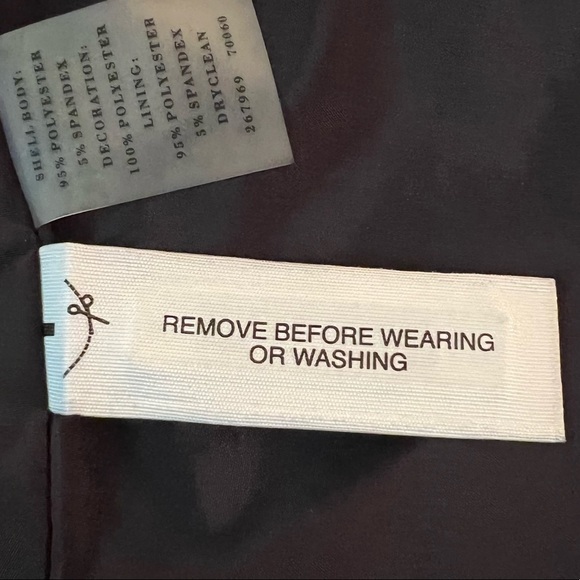 SHELL BODY:
95% POLYESTER
5% SPANDEX
DECORATION:
100% POLYESTER
LINING:
95% POLYESTER
5% SPANDEX
DRYCLEAN
267969 70060
REMOVE BEFORE WEARING
OR WASHING